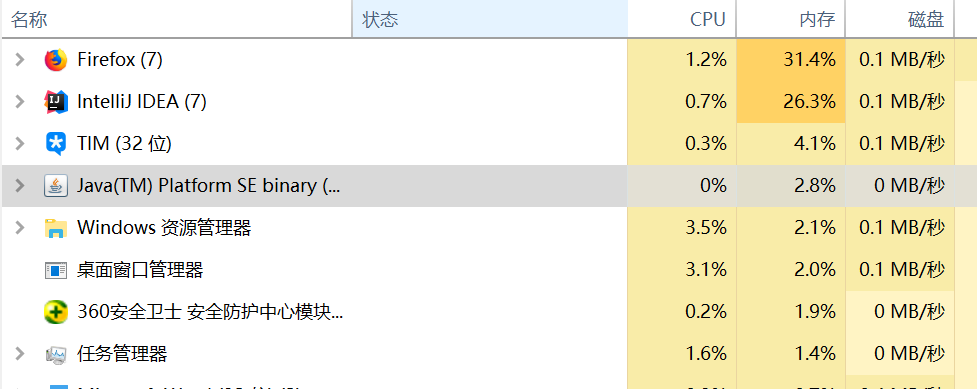 名称 状态 CPU 内存 磁盘
Firefox (7) 1.2% 31.4% 0.1 MB/秒
IntelliJ IDEA (7) 0.7% 26.3% 0.1 MB/秒
TIM (32 位) 0.3% 4.1% 0.1 MB/秒
Java(TM) Platform SE binary (... 0% 2.8% 0 MB/秒
Windows 资源管理器 3.5% 2.1% 0.1 MB/秒
桌面窗口管理器 3.1% 2.0% 0.1 MB/秒
360安全卫士 安全防护中心模块... 0.2% 1.9% 0 MB/秒
任务管理器 1.6% 1.4% 0 MB/秒